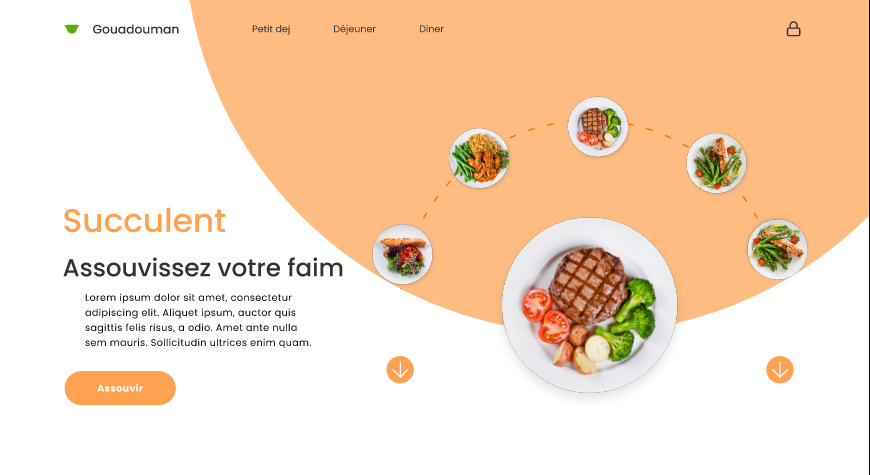 Gouadouman
Petit dej
Déjeuner
Diner
Succulent
Assouvissez votre faim
Lorem ipsum dolor sit amet, consectetur
adipiscing elit. Aliquet ipsum, auctor quis
sagittis felis risus, a odio. Amet ante nulla
sem mauris. Sollicitudin ultrices enim quam.
Assouvir